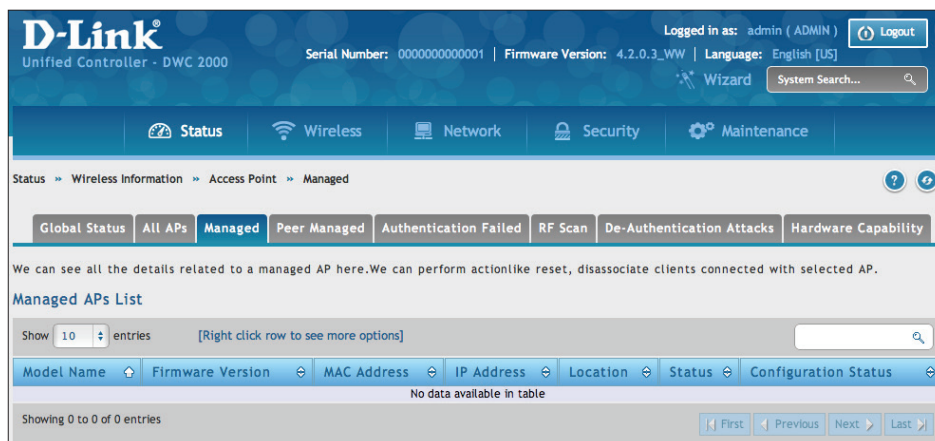 D-Link®
Unified Controller - DWC 2000
Logged in as: admin ( ADMIN )
Logout
Serial Number: 0000000000001 | Firmware Version: 4.2.0.3_WW | Language: English [US]
Wizard
System Search...
Status
Wireless
Network
Security
Maintenance
Status » Wireless Information » Access Point » Managed
?
Global Status
All APs
Managed
Peer Managed
Authentication Failed
RF Scan
De-Authentication Attacks
Hardware Capability
We can see all the details related to a managed AP here.We can perform actionlike reset, disassociate clients connected with selected AP.
Managed APs List
Show 10 entries
[Right click row to see more options]
Model Name
Firmware Version
MAC Address
IP Address
Location
Status
Configuration Status
No data available in table
Showing 0 to 0 of 0 entries
First
Previous
Next
Last